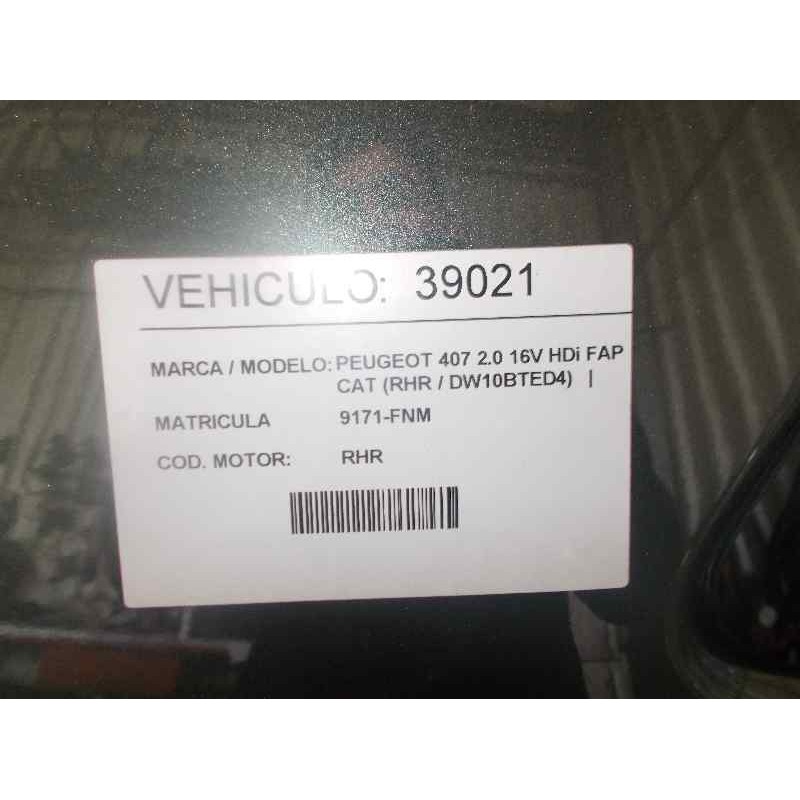 VEHICULO: 39021
MARCA / MODELO: PEUGEOT 407 2.0 16V HDi FAP
CAT (RHR / DW10BTED4) |
MATRICULA 9171-FNM
COD. MOTOR: RHR